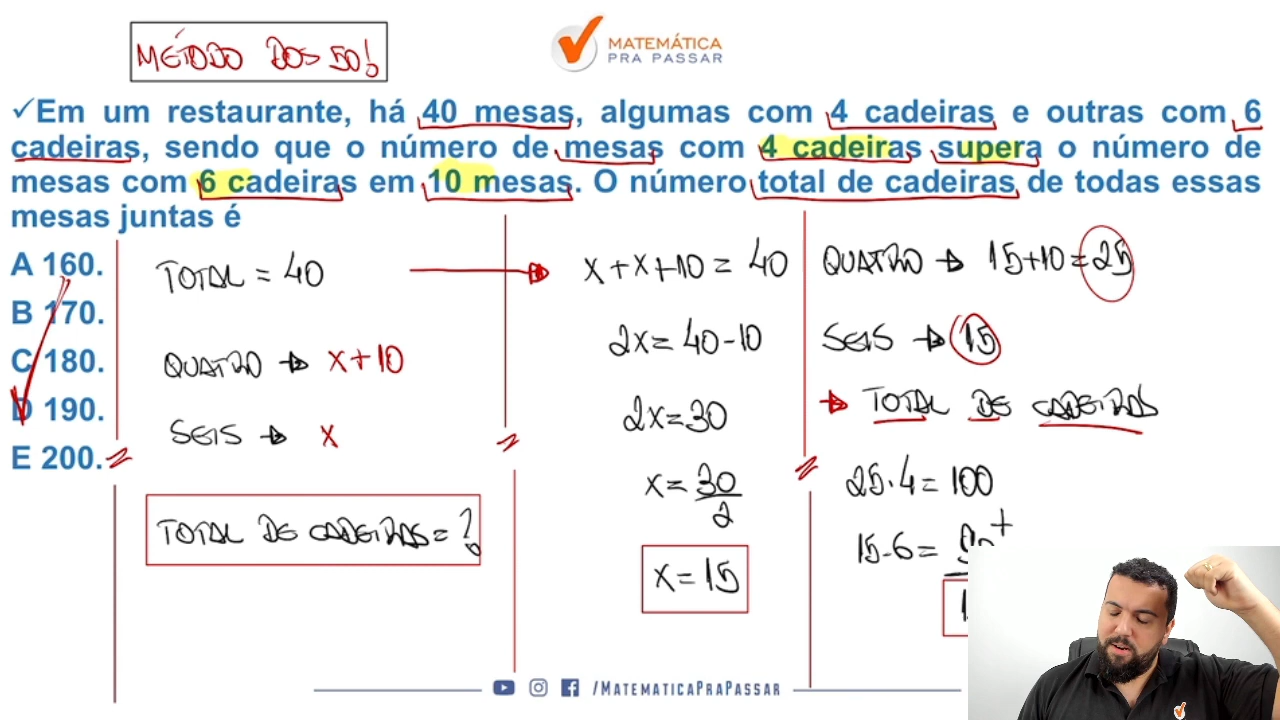 MÉTODO DOS 50!
MATEMÁTICA
PRA PASSAR
✓Em um restaurante, há 40 mesas, algumas com 4 cadeiras e outras com 6
cadeiras, sendo que o número de mesas com 4 cadeiras supera o número de
mesas com 6 cadeiras em 10 mesas. O número total de cadeiras de todas essas
mesas juntas é
A 160.
B 170.
C 180.
D 190.
E 200.
TOTAL = 40
QUATRO → x+10
SEIS → x
TOTAL DE CADEIRAS = ?
x+x+10 = 40
2x=40-10
2x=30
x=30/2
x=15
QUATRO → 15+10=25
SEIS → 15
→ TOTAL DE CADEIRAS
25.4=100
15.6=
+
/MATEMATICAPRAPASSAR